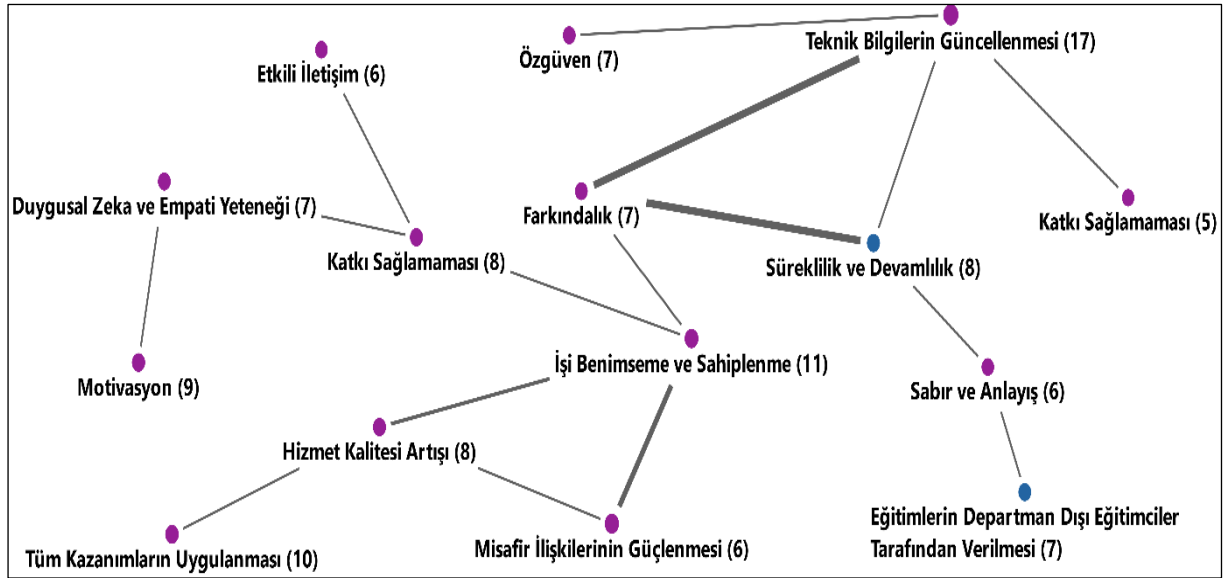 Teknik Bilgilerin Güncellenmesi (17)
Özgüven (7)
Etkili İletişim (6)
Duygusal Zeka ve Empati Yeteneği (7)
Farkındalık (7)
Katkı Sağlamaması (5)
Katkı Sağlamaması (8)
Süreklilik ve Devamlılık (8)
İşi Benimseme ve Sahiplenme (11)
Motivasyon (9)
Sabır ve Anlayış (6)
Hizmet Kalitesi Artışı (8)
Eğitimlerin Departman Dışı Eğitimciler
Tarafından Verilmesi (7)
Misafir İlişkilerinin Güçlenmesi (6)
Tüm Kazanımların Uygulanması (10)